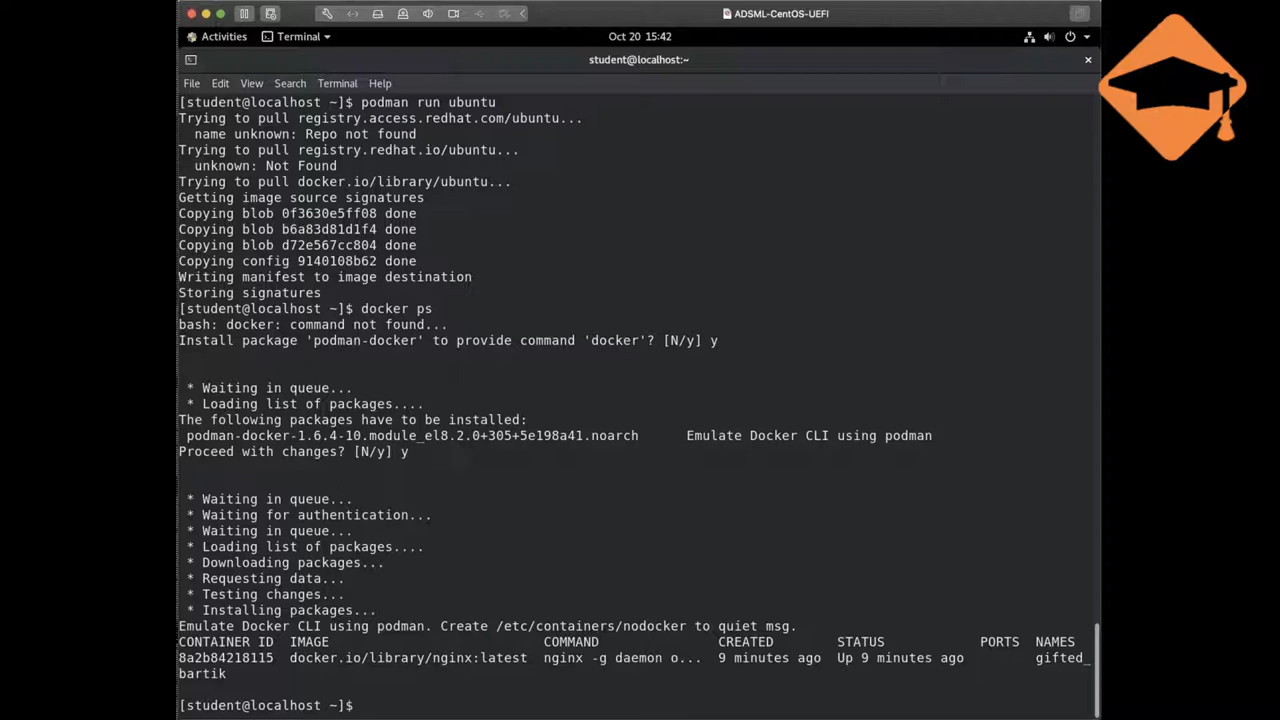 ADSML-CentOS-UEFI
Activities Terminal Oct 20 15:42
student@localhost:~
File Edit View Search Terminal Help
[student@localhost ~]$ podman run ubuntu
Trying to pull registry.access.redhat.com/ubuntu...
name unknown: Repo not found
Trying to pull registry.redhat.io/ubuntu...
unknown: Not Found
Trying to pull docker.io/library/ubuntu...
Getting image source signatures
Copying blob 0f3630e5ff08 done
Copying blob b6a83d81d1f4 done
Copying blob d72e567cc804 done
Copying config 9140108b62 done
Writing manifest to image destination
Storing signatures
[student@localhost ~]$ docker ps
bash: docker: command not found...
Install package 'podman-docker' to provide command 'docker'? [N/y] y
* Waiting in queue...
* Loading list of packages....
The following packages have to be installed:
podman-docker-1.6.4-10.module_el8.2.0+305+5e198a41.noarch Emulate Docker CLI using podman
Proceed with changes? [N/y] y
* Waiting in queue...
* Waiting for authentication...
* Waiting in queue...
* Loading list of packages....
* Downloading packages...
* Requesting data...
* Testing changes...
* Installing packages...
Emulate Docker CLI using podman. Create /etc/containers/nodocker to quiet msg.
CONTAINER ID IMAGE COMMAND CREATED STATUS PORTS NAMES
8a2b84218115 docker.io/library/nginx:latest nginx -g daemon o... 9 minutes ago Up 9 minutes ago gifted_
bartik
[student@localhost ~]$